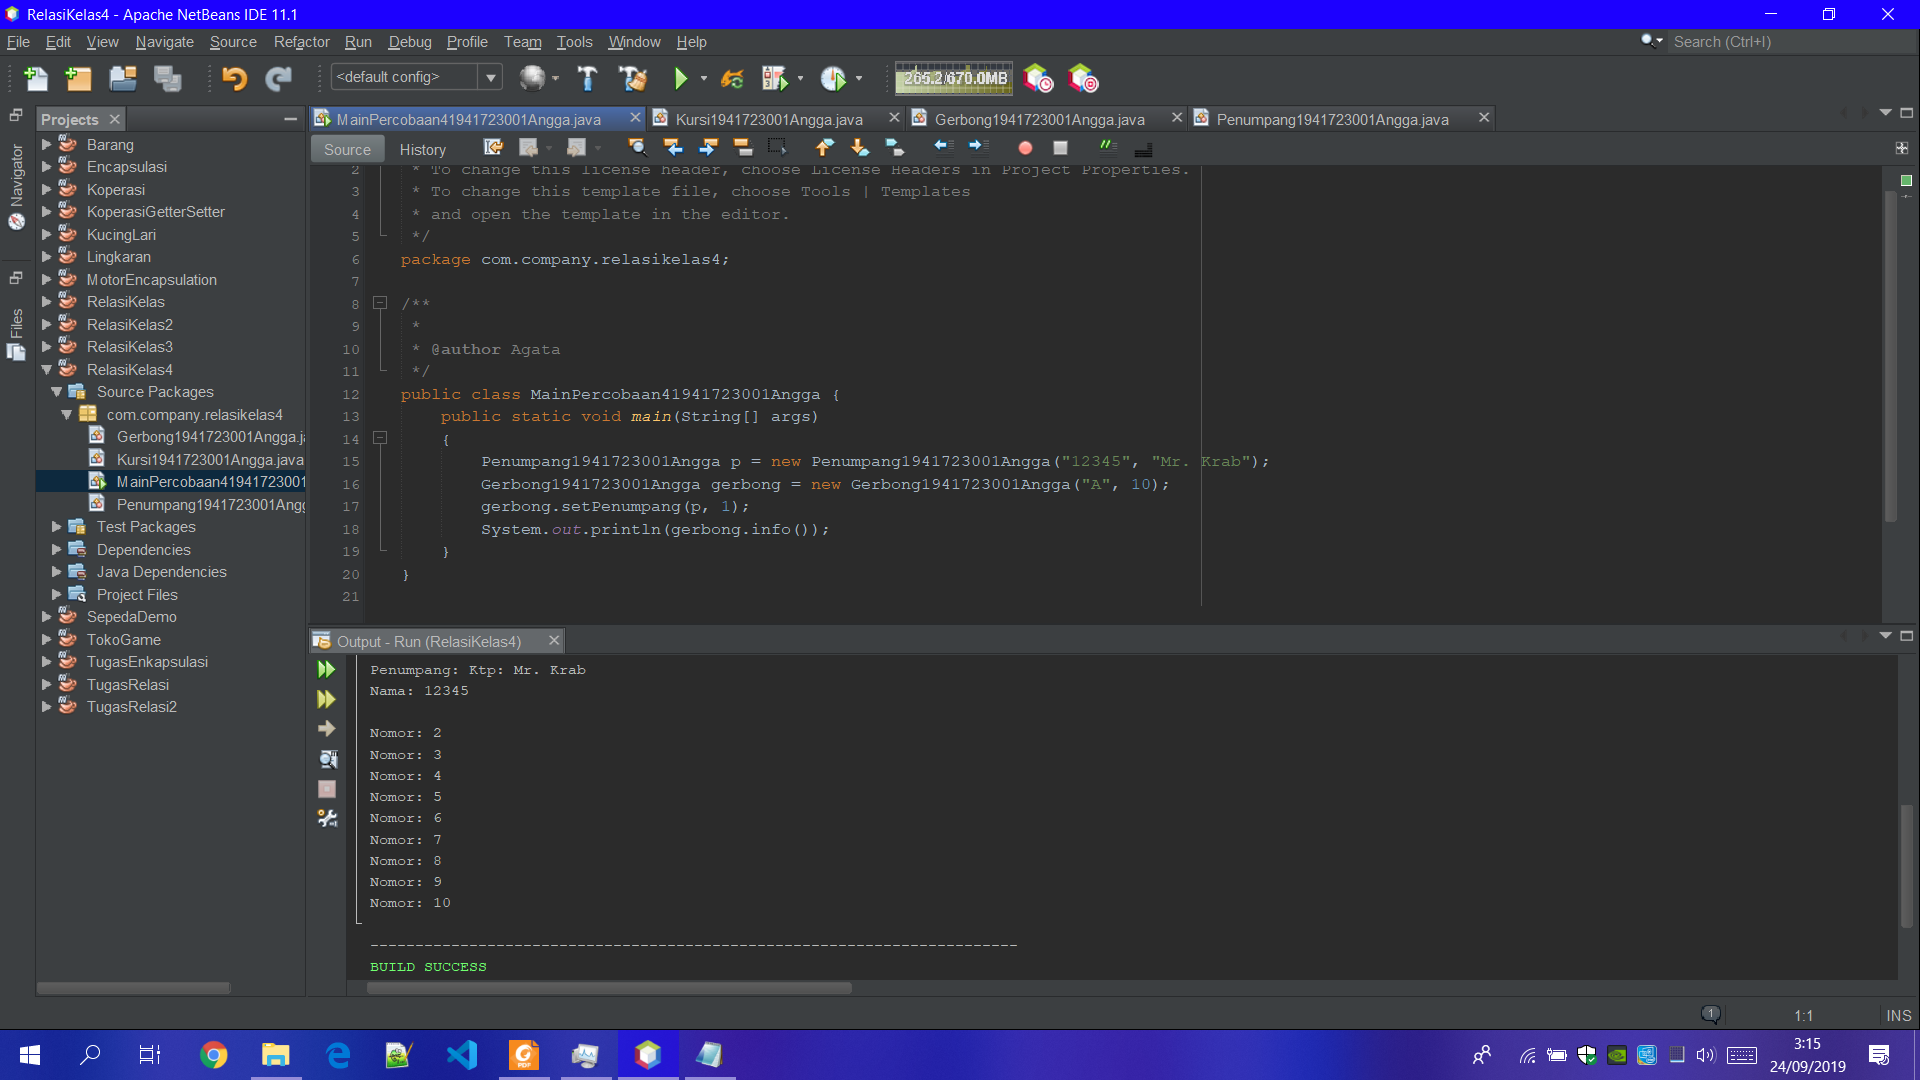 RelasiKelas4 - Apache NetBeans IDE 11.1
File Edit View Navigate Source Refactor Run Debug Profile Team Tools Window Help
Search (Ctrl+I)
<default config>
265.2/670.0MB
Projects
Navigator
Files
Barang
Encapsulasi
Koperasi
KoperasiGetterSetter
KucingLari
Lingkaran
MotorEncapsulation
RelasiKelas
RelasiKelas2
RelasiKelas3
RelasiKelas4
Source Packages
com.company.relasikelas4
Gerbong1941723001Angga.ja
Kursi1941723001Angga.java
MainPercobaan41941723001
Penumpang1941723001Angg
Test Packages
Dependencies
Java Dependencies
Project Files
SepedaDemo
TokoGame
TugasEnkapsulasi
TugasRelasi
TugasRelasi2
MainPercobaan41941723001Angga.java
Kursi1941723001Angga.java
Gerbong1941723001Angga.java
Penumpang1941723001Angga.java
Source History
2 * To change this license header, choose License Headers in Project Properties.
3 * To change this template file, choose Tools | Templates
4 * and open the template in the editor.
5 */
6 package com.company.relasikelas4;
7
8 /**
9 *
10 * @author Agata
11 */
12 public class MainPercobaan41941723001Angga {
13 public static void main(String[] args)
14 {
15 Penumpang1941723001Angga p = new Penumpang1941723001Angga("12345", "Mr. Krab");
16 Gerbong1941723001Angga gerbong = new Gerbong1941723001Angga("A", 10);
17 gerbong.setPenumpang(p, 1);
18 System.out.println(gerbong.info());
19 }
20 }
21
Output - Run (RelasiKelas4)
Penumpang: Ktp: Mr. Krab
Nama: 12345
Nomor: 2
Nomor: 3
Nomor: 4
Nomor: 5
Nomor: 6
Nomor: 7
Nomor: 8
Nomor: 9
Nomor: 10
------------------------------------------------------------------------
BUILD SUCCESS
1
1:1
INS
3:15
24/09/2019